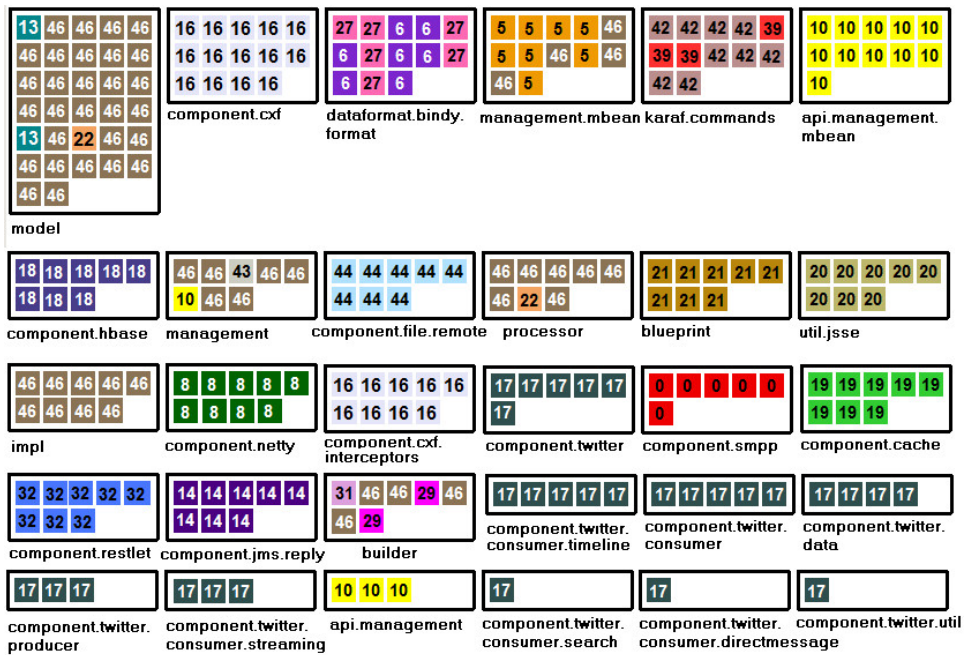 13 46 46 46 46
46 46 46 46 46
46 46 46 46 46
46 46 46 46 46
13 46 22 46 46
46 46 46 46 46
46 46
model
16 16 16 16 16
16 16 16 16
16 16 16 16
component.cxf
27 27 6 6 27
6 27 6 6 27
6 27 6
dataformat.bindy.
format
5 5 5 5 46
5 5 46 5 46
46 5
management.mbean
42 42 42 42 39
39 39 42 42 42
42 42
karaf.commands
10 10 10 10 10
10 10 10 10 10
10
api.management.
mbean
18 18 18 18 18
18 18 18
component.hbase
46 46 43 46 46
10 46 46
management
44 44 44 44 44
44 44 44
component.file.remote
46 46 46 46 46
46 22 46
processor
21 21 21 21 21
21 21 21
blueprint
20 20 20 20 20
20 20 20
util.jsse
46 46 46 46 46
46 46 46 46
impl
8 8 8 8 8
8 8 8 8
component.netty
16 16 16 16 16
16 16 16 16
component.cxf.
interceptors
17 17 17 17 17
17
component.twitter
0 0 0 0 0
0
component.smpp
19 19 19 19 19
19 19 19
component.cache
32 32 32 32 32
32 32 32
component.restlet
14 14 14 14 14
14 14 14
component.jms.reply
31 46 46 29 46
46 29
builder
17 17 17 17 17
component.twitter.
consumer.timeline
17 17 17 17 17
component.twitter.
consumer
17 17 17 17
component.twitter.
data
17 17 17
component.twitter.
producer
17 17 17
component.twitter.
consumer.streaming
10 10 10
api.management
17
component.twitter.
consumer.search
17
component.twitter.
consumer.directmessage
17
component.twitter.util